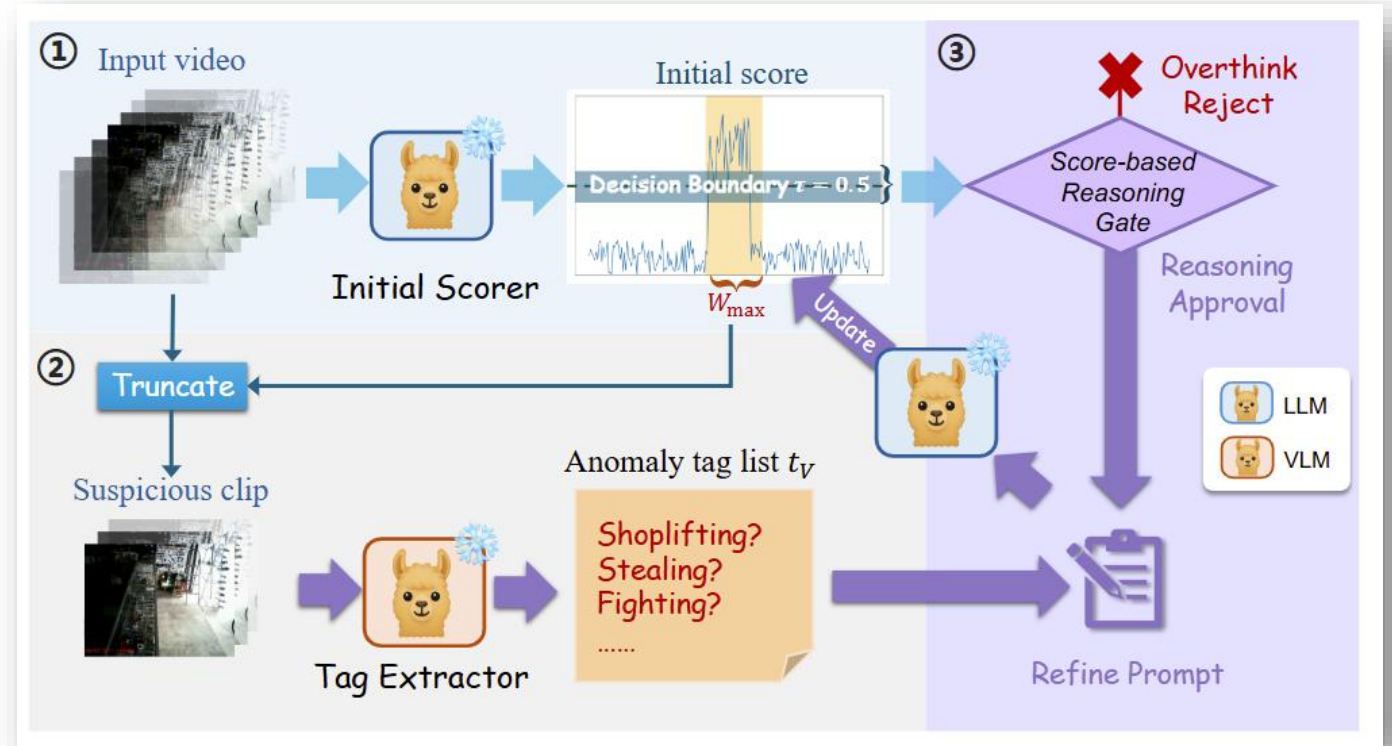 ①
Input video
Initial Scorer
Initial score
Decision Boundary τ = 0.5 }
W_max
②
Truncate
Suspicious clip
Tag Extractor
Anomaly tag list t_V
Shoplifting?
Stealing?
Fighting?
......
Update
③
Overthink
Reject
Score-based
Reasoning
Gate
Reasoning
Approval
LLM
VLM
Refine Prompt